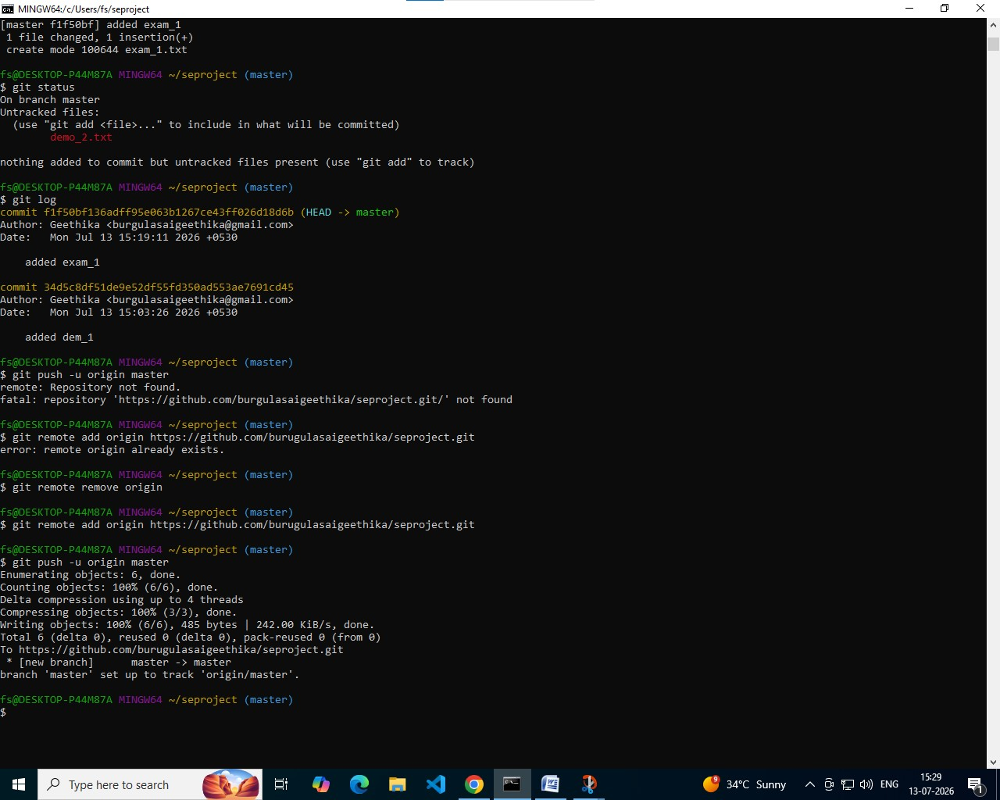 MINGW64:/c/Users/fs/seproject
[master f1f50bf] added exam_1
 1 file changed, 1 insertion(+)
 create mode 100644 exam_1.txt
fs@DESKTOP-P44M87A MINGW64 ~/seproject (master)
$ git status
On branch master
Untracked files:
  (use "git add <file>..." to include in what will be committed)
        demo_2.txt
nothing added to commit but untracked files present (use "git add" to track)
fs@DESKTOP-P44M87A MINGW64 ~/seproject (master)
$ git log
commit f1f50bf136adff95e063b1267ce43ff026d18d6b (HEAD -> master)
Author: Geethika <burgulasaigeethika@gmail.com>
Date:   Mon Jul 13 15:19:11 2026 +0530
    added exam_1
commit 34d5c8df51de9e52df55fd350ad553ae7691cd45
Author: Geethika <burgulasaigeethika@gmail.com>
Date:   Mon Jul 13 15:03:26 2026 +0530
    added dem_1
fs@DESKTOP-P44M87A MINGW64 ~/seproject (master)
$ git push -u origin master
remote: Repository not found.
fatal: repository 'https://github.com/burgulasaigeethika/seproject.git/' not found
fs@DESKTOP-P44M87A MINGW64 ~/seproject (master)
$ git remote add origin https://github.com/burugulasaigeethika/seproject.git
error: remote origin already exists.
fs@DESKTOP-P44M87A MINGW64 ~/seproject (master)
$ git remote remove origin
fs@DESKTOP-P44M87A MINGW64 ~/seproject (master)
$ git remote add origin https://github.com/burugulasaigeethika/seproject.git
fs@DESKTOP-P44M87A MINGW64 ~/seproject (master)
$ git push -u origin master
Enumerating objects: 6, done.
Counting objects: 100% (6/6), done.
Delta compression using up to 4 threads
Compressing objects: 100% (3/3), done.
Writing objects: 100% (6/6), 485 bytes | 242.00 KiB/s, done.
Total 6 (delta 0), reused 0 (delta 0), pack-reused 0 (from 0)
To https://github.com/burugulasaigeethika/seproject.git
 * [new branch]      master -> master
branch 'master' set up to track 'origin/master'.
fs@DESKTOP-P44M87A MINGW64 ~/seproject (master)
$
Type here to search
9
34°C Sunny
ENG
15:29
13-07-2026
1